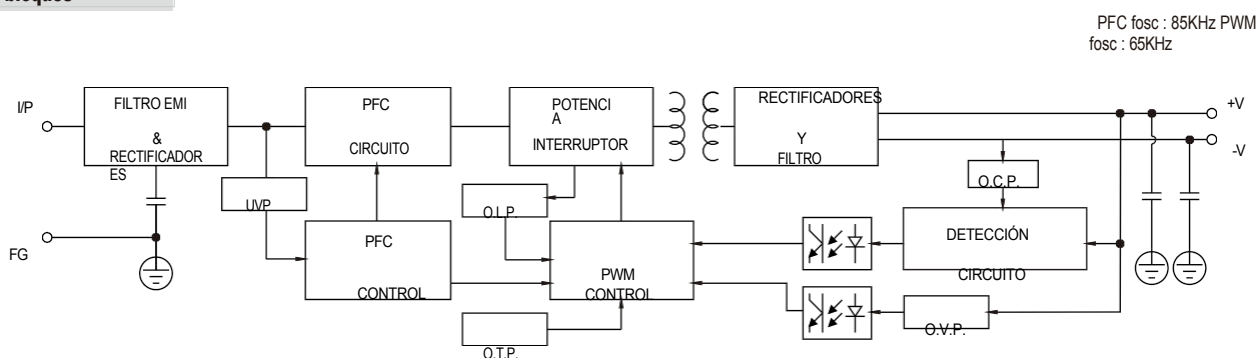 bloques
PFC fosc : 85KHz PWM
fosc : 65KHz
I/P
FILTRO EMI
&
RECTIFICADOR
ES
PFC
CIRCUITO
POTENCI
A
INTERRUPTOR
RECTIFICADORES
Y
FILTRO
+V
-V
UVP
O.L.P.
O.C.P.
FG
PFC
CONTROL
PWM
CONTROL
DETECCIÓN
CIRCUITO
O.T.P.
O.V.P.